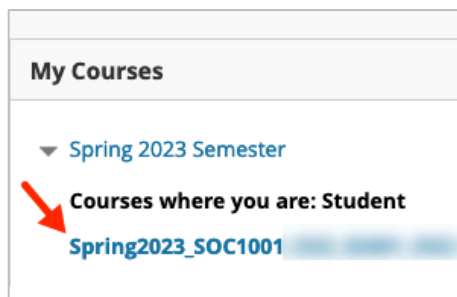 My Courses
Spring 2023 Semester
Courses where you are: Student
Spring2023_SOC1001